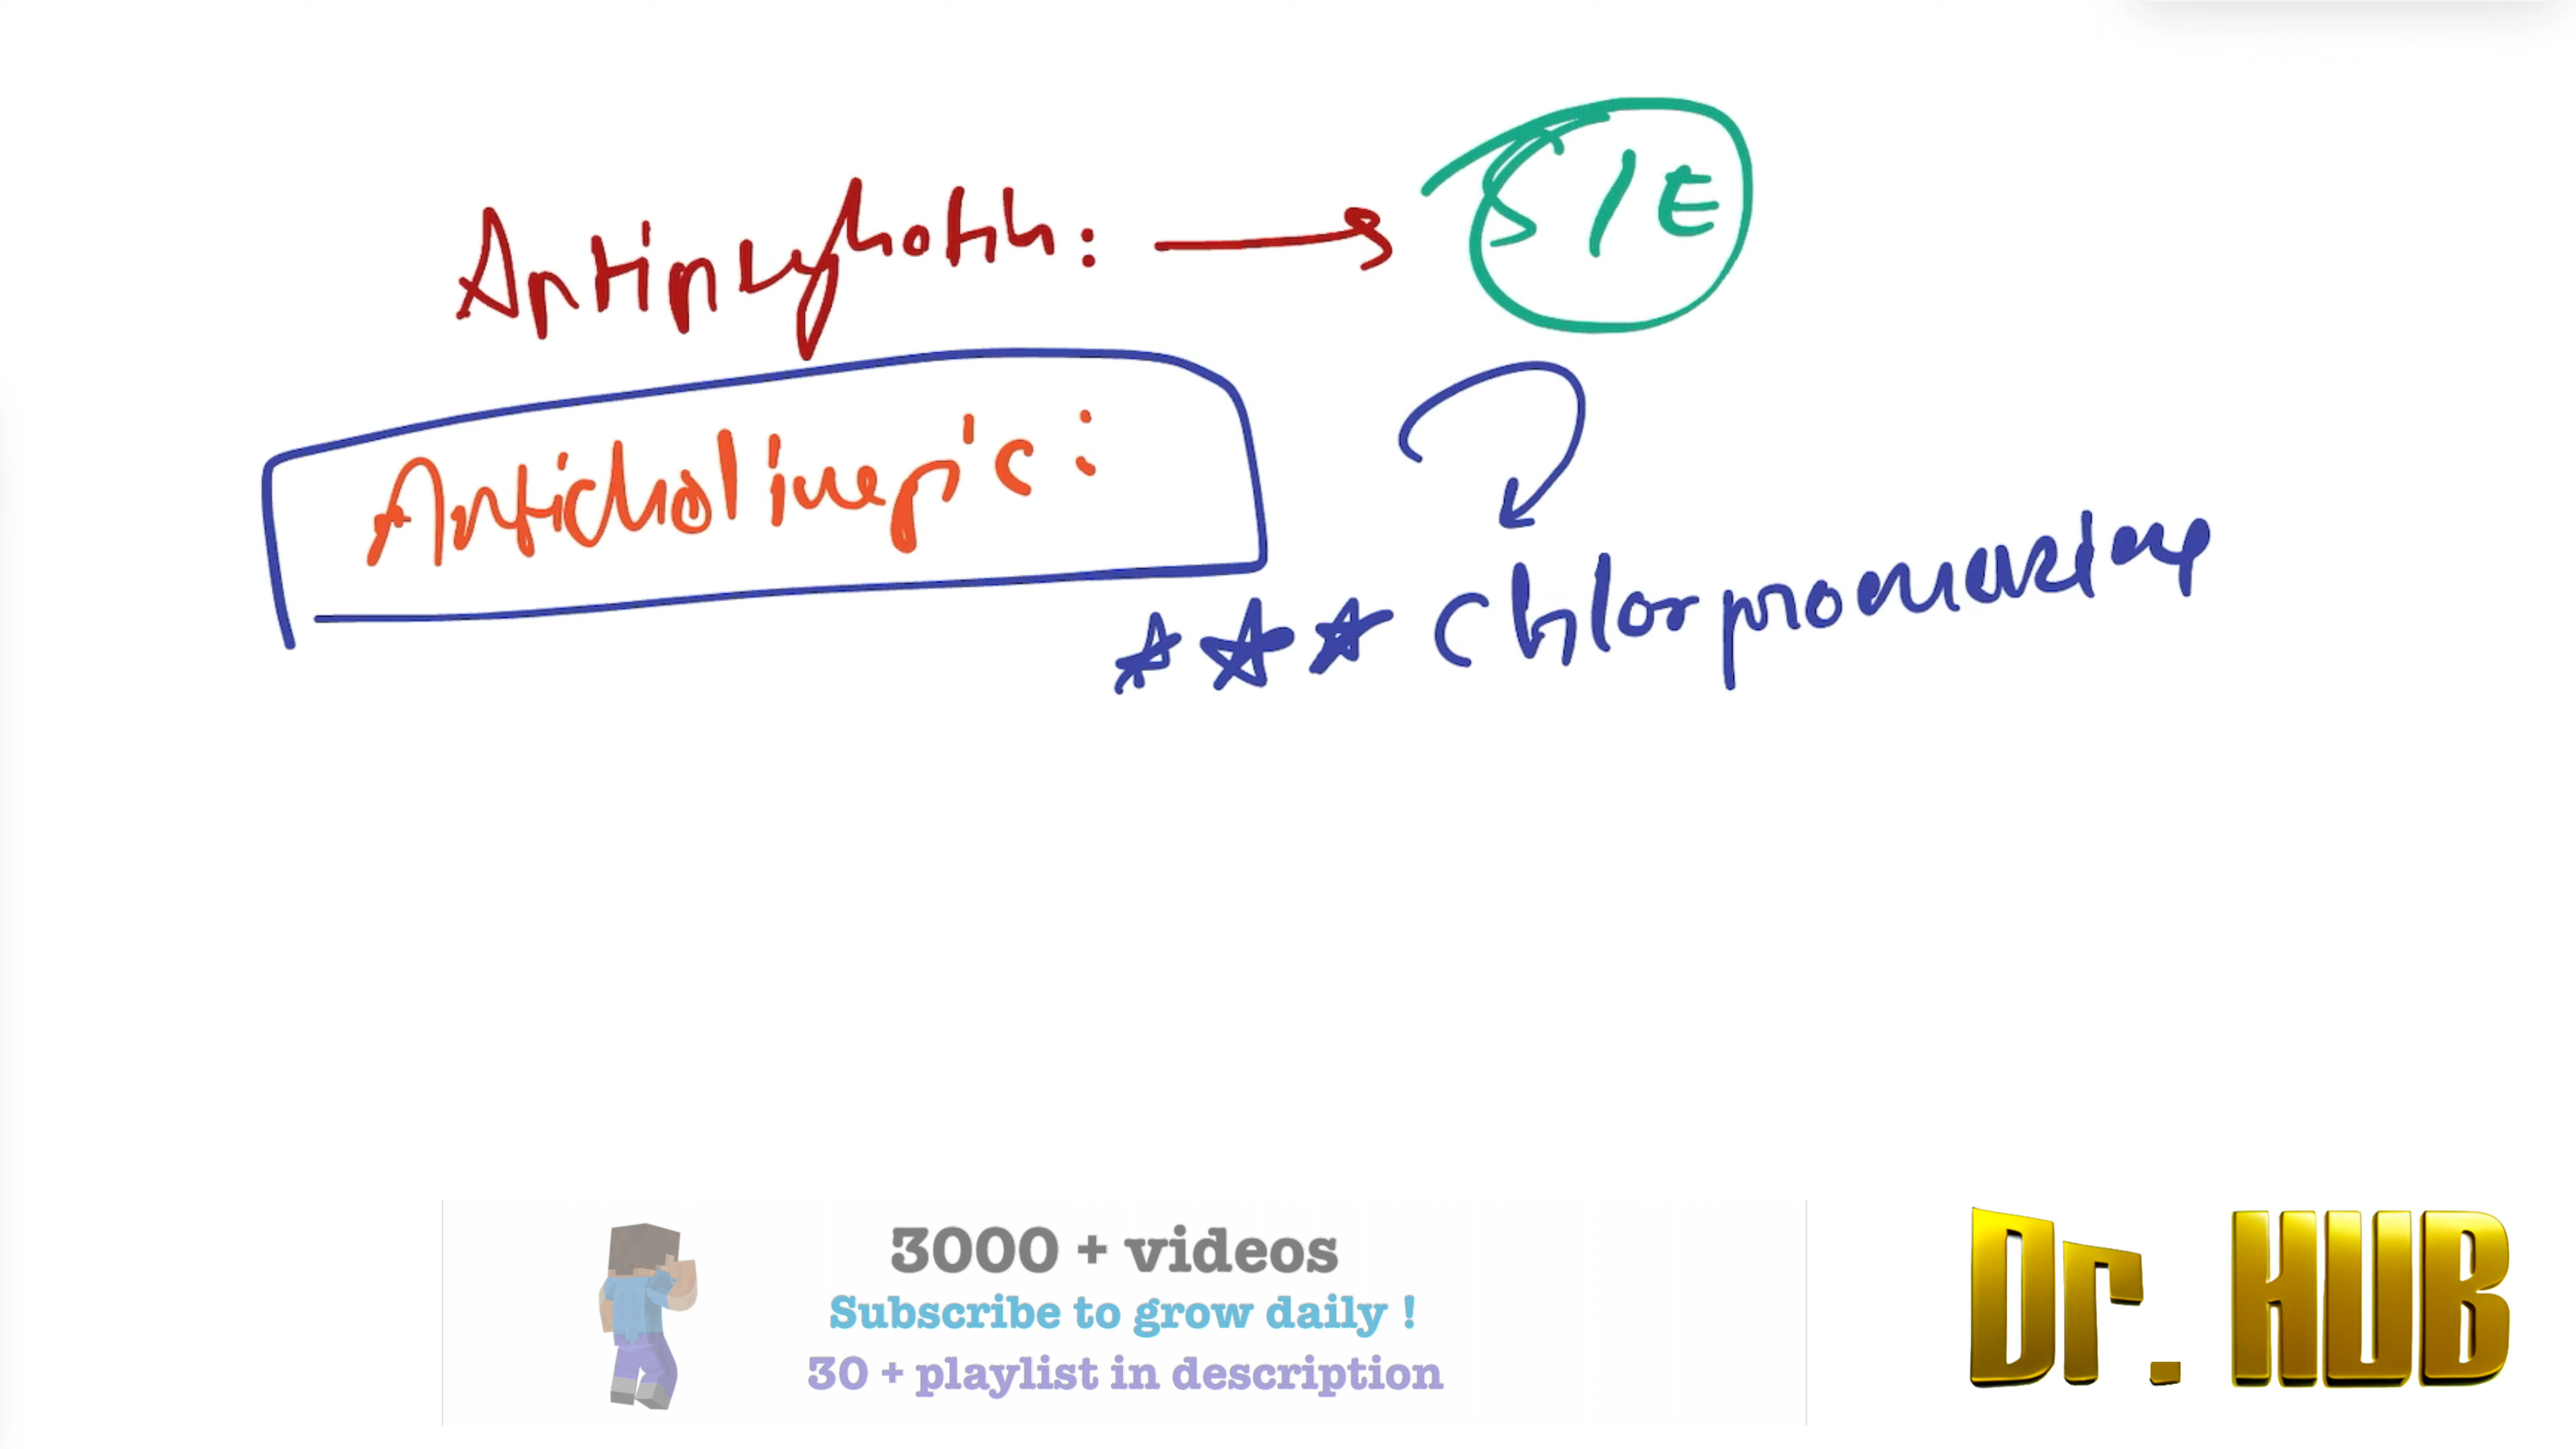 Antipsychotic: → S/E
Anticholinergic:
★★★ Chlorpromazine
3000 + videos
Subscribe to grow daily !
30 + playlist in description
Dr. HUB